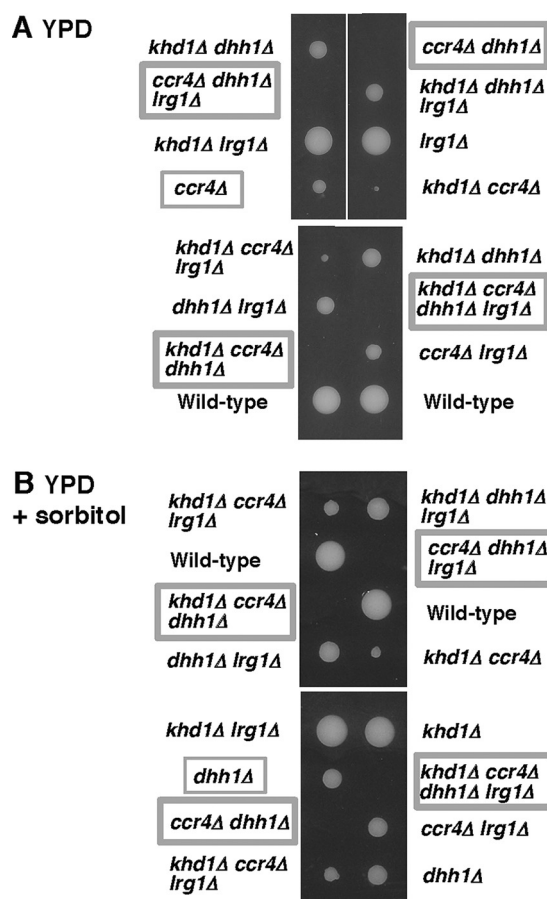 A YPD
khd1Δ dhh1Δ
ccr4Δ dhh1Δ
ccr4Δ dhh1Δ
lrg1Δ
khd1Δ dhh1Δ
lrg1Δ
khd1Δ lrg1Δ
lrg1Δ
ccr4Δ
khd1Δ ccr4Δ
khd1Δ ccr4Δ
lrg1Δ
khd1Δ dhh1Δ
dhh1Δ lrg1Δ
khd1Δ ccr4Δ
dhh1Δ lrg1Δ
khd1Δ ccr4Δ
dhh1Δ
ccr4Δ lrg1Δ
Wild-type
Wild-type
B YPD
+ sorbitol
khd1Δ ccr4Δ
lrg1Δ
khd1Δ dhh1Δ
lrg1Δ
Wild-type
ccr4Δ dhh1Δ
lrg1Δ
khd1Δ ccr4Δ
dhh1Δ
Wild-type
dhh1Δ lrg1Δ
khd1Δ ccr4Δ
khd1Δ lrg1Δ
khd1Δ
dhh1Δ
khd1Δ ccr4Δ
dhh1Δ lrg1Δ
ccr4Δ dhh1Δ
ccr4Δ lrg1Δ
khd1Δ ccr4Δ
lrg1Δ
dhh1Δ